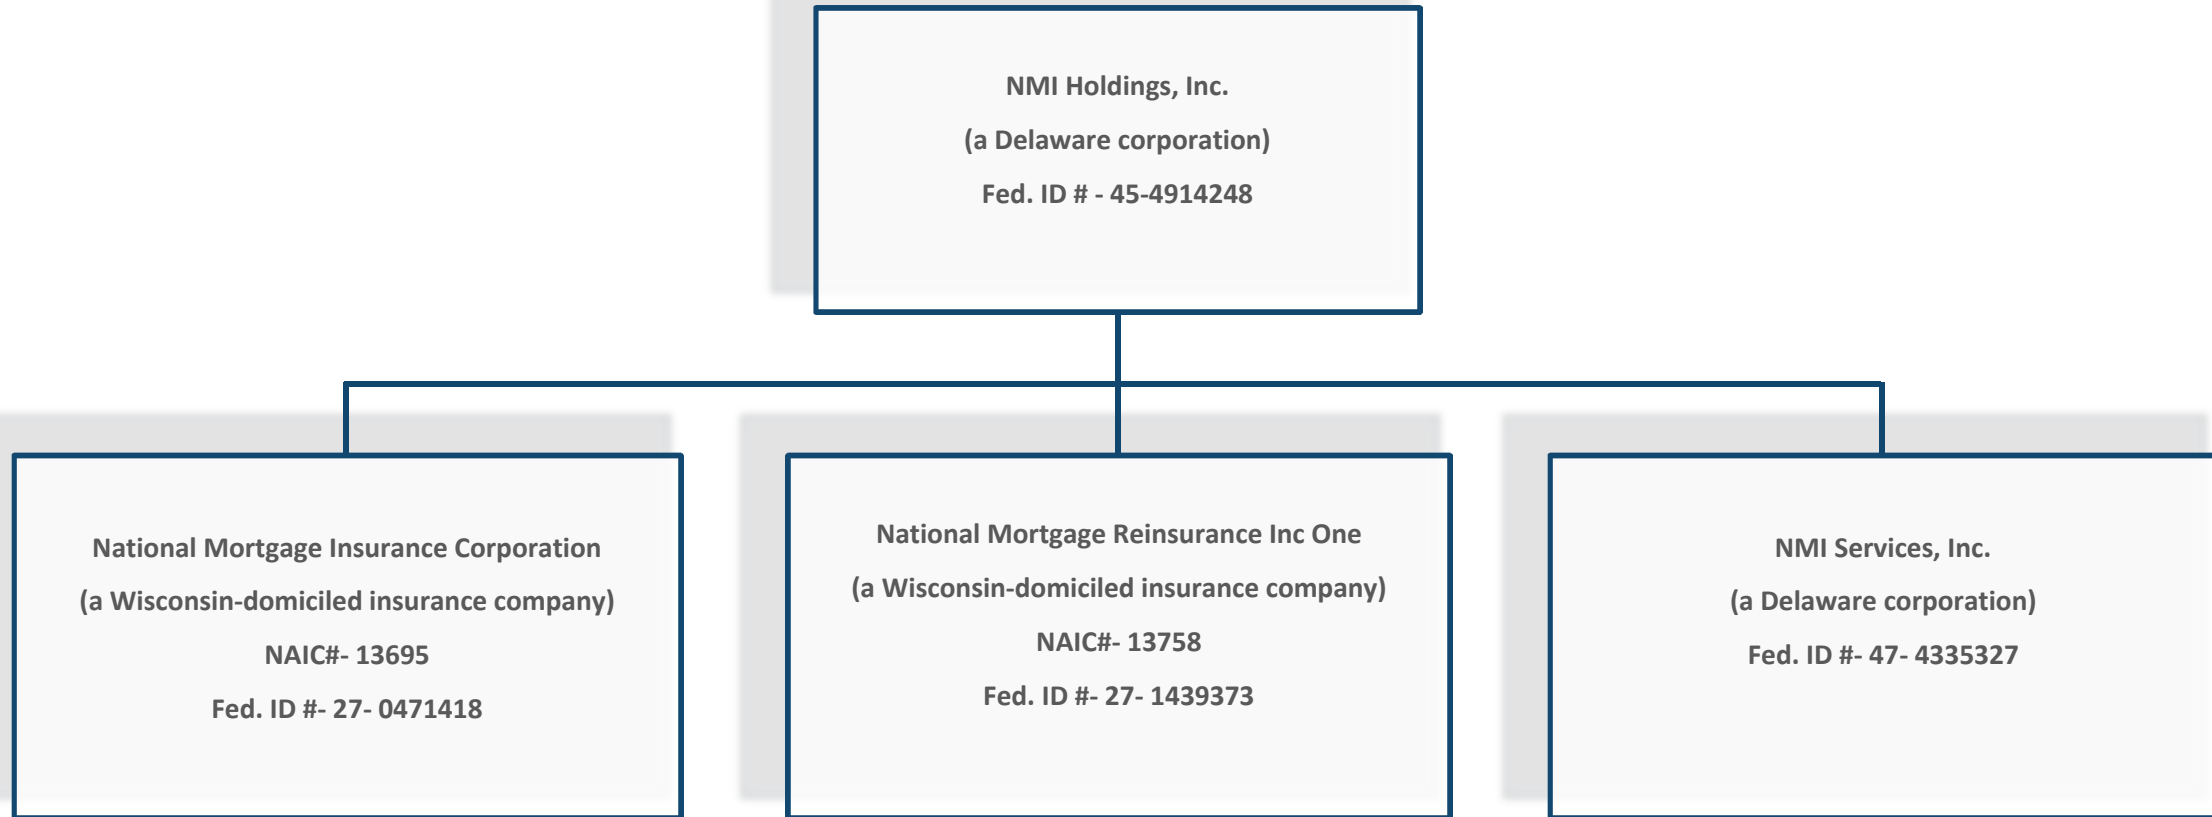 NMI Holdings, Inc.
(a Delaware corporation)
Fed. ID # - 45-4914248
National Mortgage Insurance Corporation
(a Wisconsin-domiciled insurance company)
NAIC#- 13695
Fed. ID #- 27- 0471418
National Mortgage Reinsurance Inc One
(a Wisconsin-domiciled insurance company)
NAIC#- 13758
Fed. ID #- 27- 1439373
NMI Services, Inc.
(a Delaware corporation)
Fed. ID #- 47- 4335327